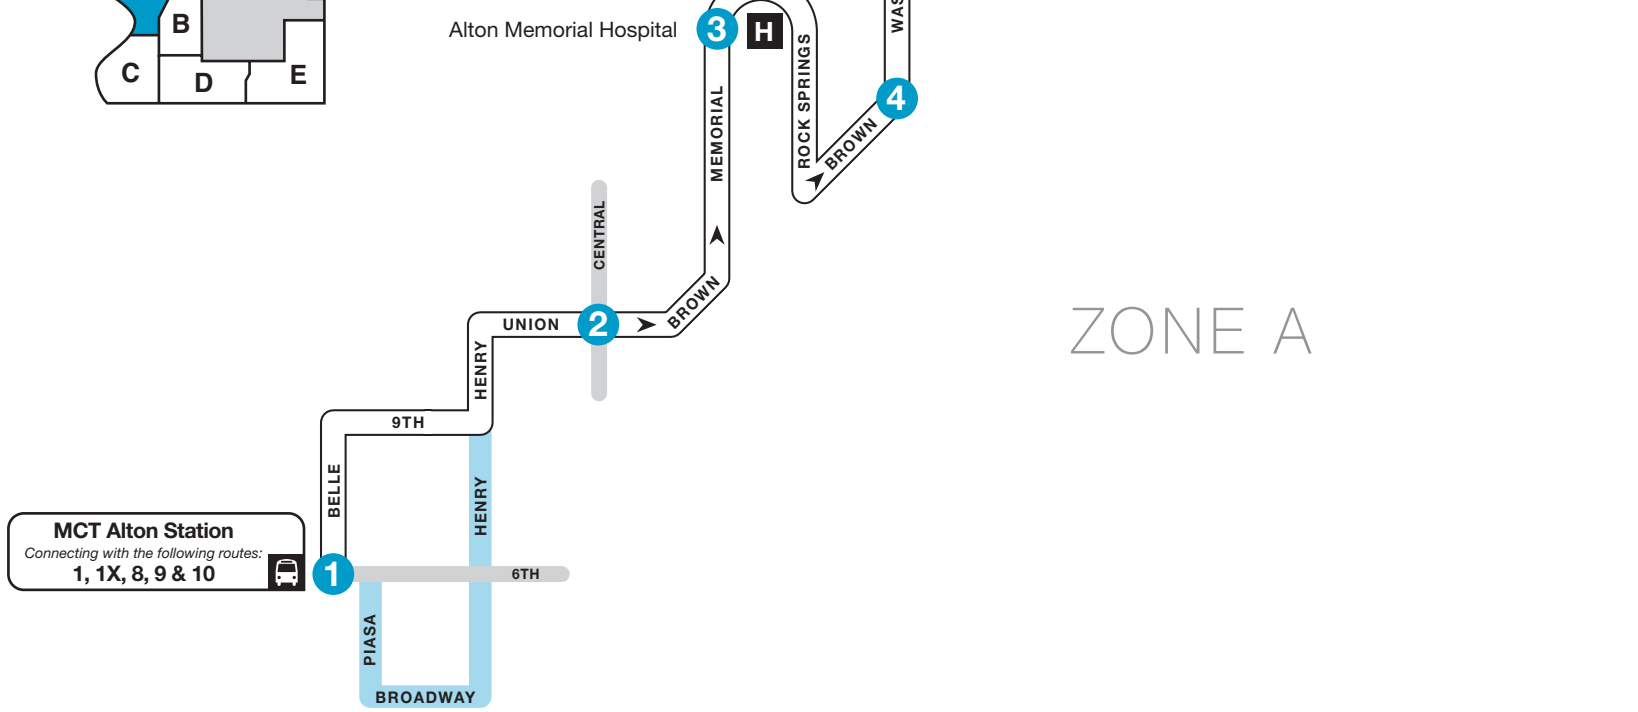 B
C
D
E
Alton Memorial Hospital
3
H
ROCK SPRINGS
4
BROWN
MEMORIAL
CENTRAL
BROWN
UNION
2
ZONE A
HENRY
9TH
BELLE
HENRY
MCT Alton Station
Connecting with the following routes:
1, 1X, 8, 9 & 10
1
6TH
PIASA
BROADWAY